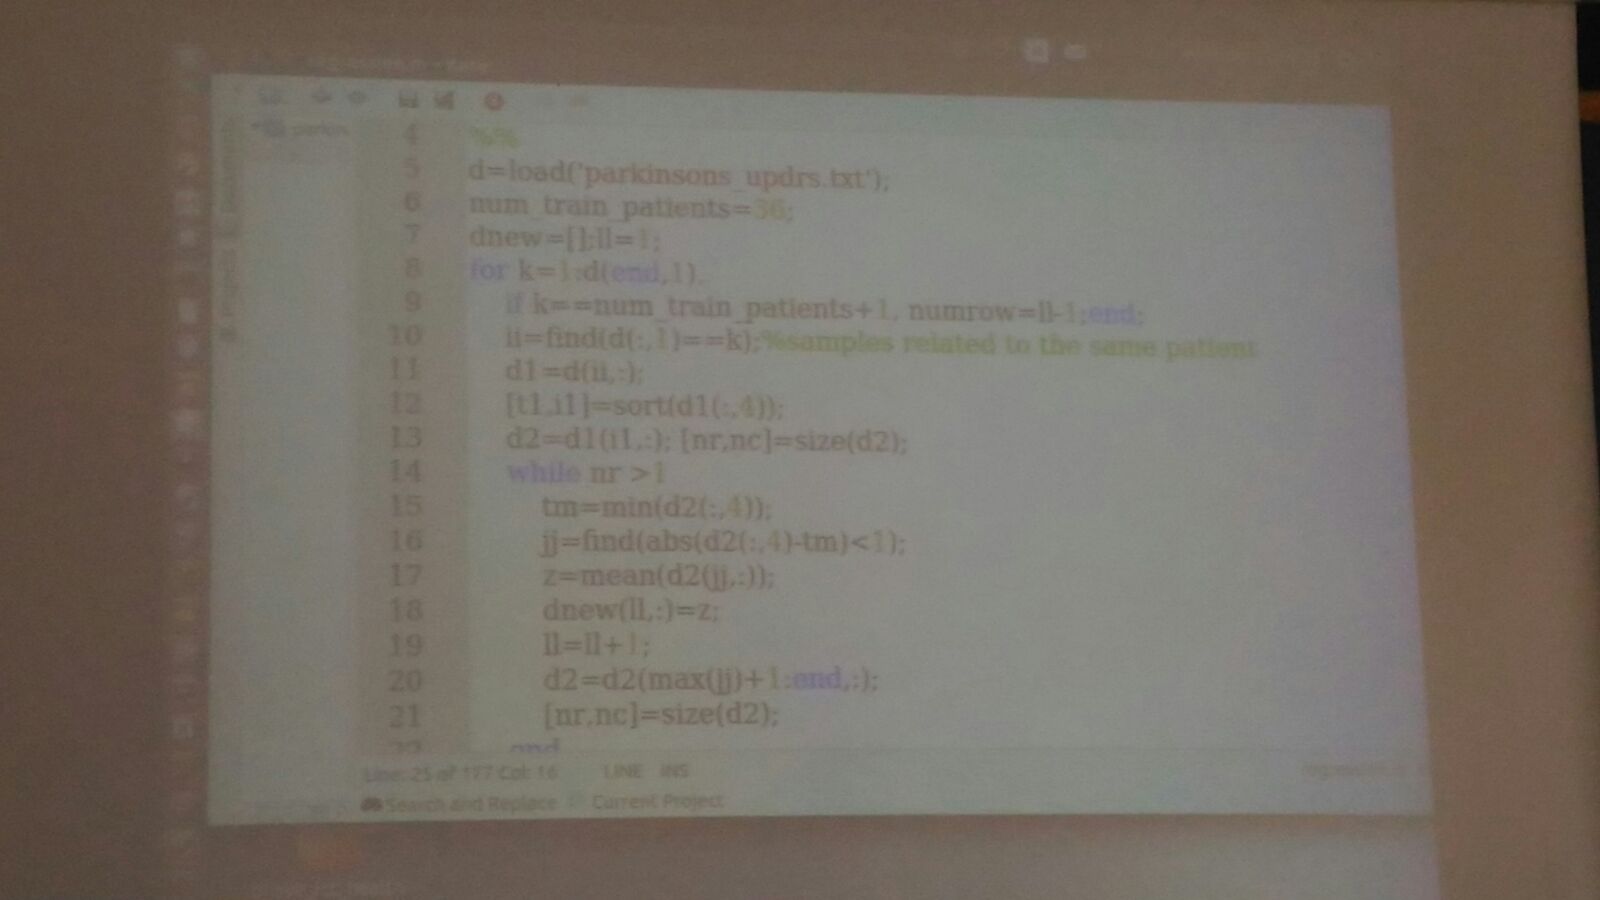 4 %%
5 d=load('parkinsons_updrs.txt');
6 num_train_patients=36;
7 dnew=[];ll=1;
8 for k=1:d(end,1).
9 if k==num_train_patients+1, numrow=ll-1;end;
10 ii=find(d(:,1)==k);%samples related to the same patient
11 d1=d(ii,:);
12 [t1,i1]=sort(d1(:,4));
13 d2=d1(i1,:); [nr,nc]=size(d2);
14 while nr >1
15 tm=min(d2(:,4));
16 jj=find(abs(d2(:,4)-tm)<1);
17 z=mean(d2(jj,:));
18 dnew(ll,:)=z;
19 ll=ll+1;
20 d2=d2(max(jj)+1:end,:);
21 [nr,nc]=size(d2);
22 end
Line: 25 of 177 Col: 16 LINE INS
Search and Replace Current Project